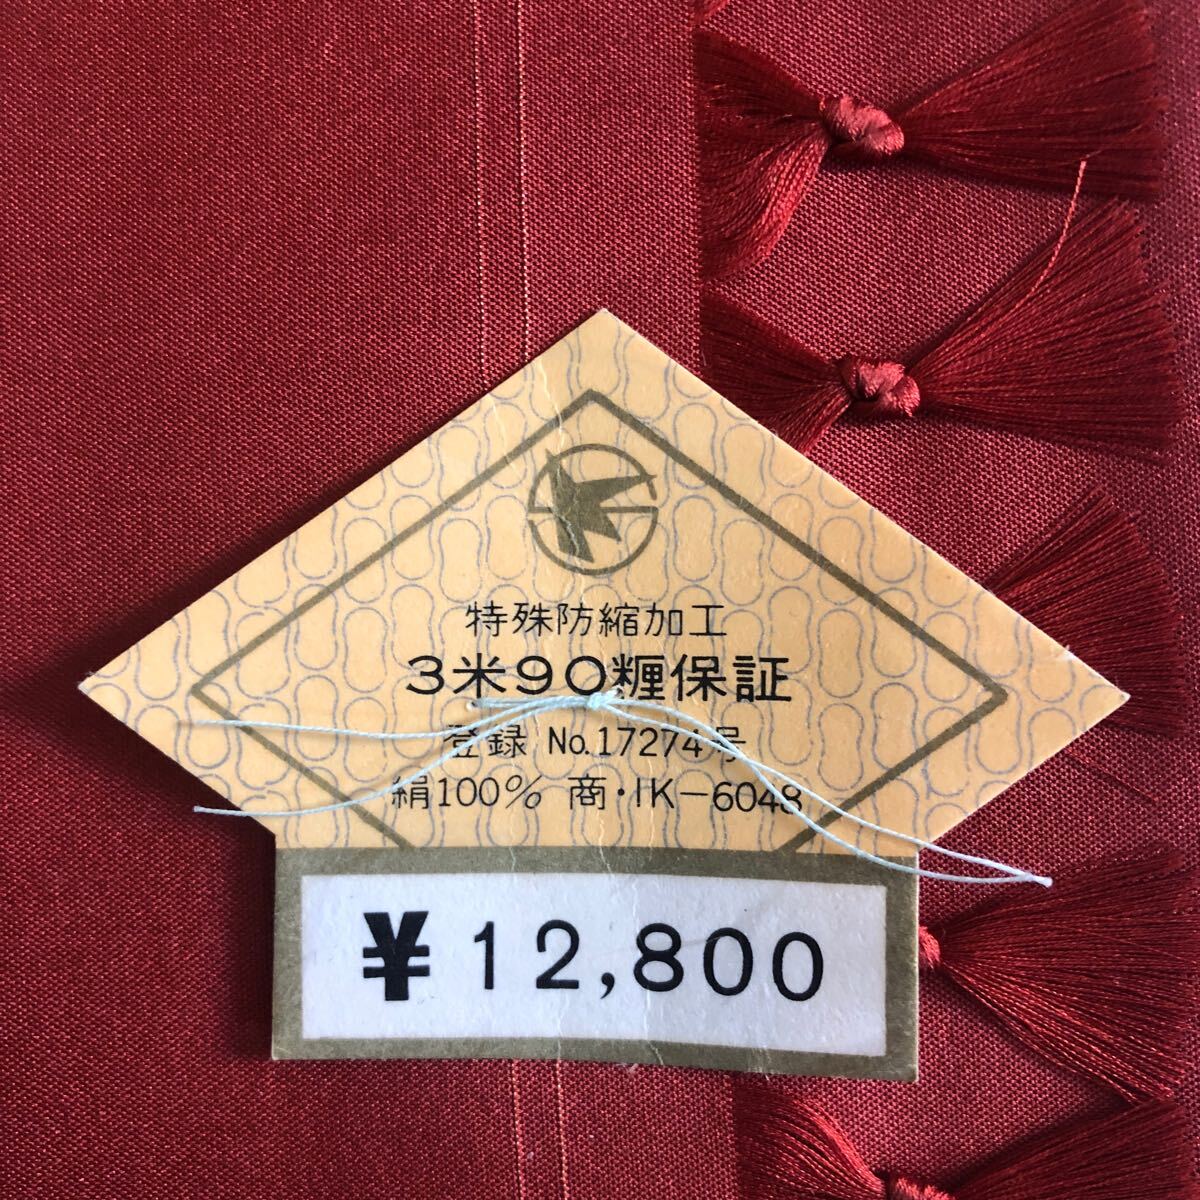 特殊防縮加工
3米90糎保証
登録 No.17274号
絹100% 商・IK-6048
¥12,800